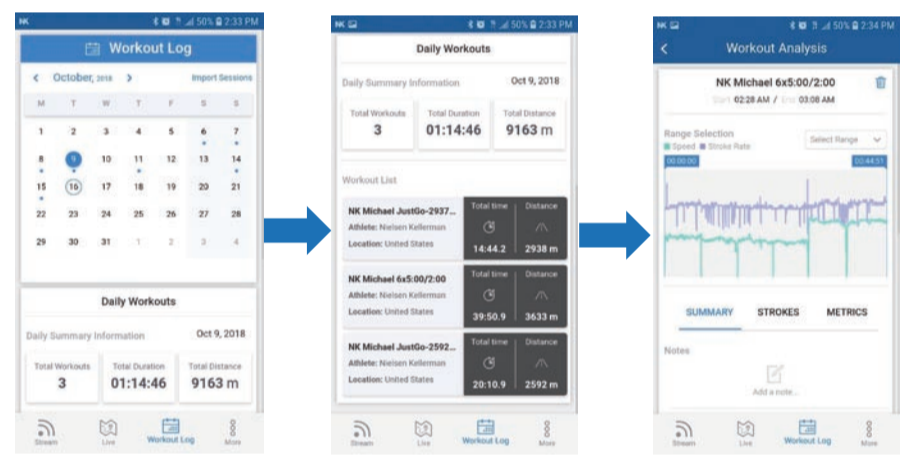 NK
50% 2:33 PM
Workout Log
October, 2018
Import Sessions
M T W T F S S
1 2 3 4 5 6 7
8 9 10 11 12 13 14
15 16 17 18 19 20 21
22 23 24 25 26 27 28
29 30 31 1 2 3 4
Daily Workouts
Daily Summary Information
Oct 9, 2018
Total Workouts
3
Total Duration
01:14:46
Total Distance
9163 m
Stream
Live
Workout Log
More
NK
50% 2:33 PM
Daily Workouts
Daily Summary Information
Oct 9, 2018
Total Workouts
3
Total Duration
01:14:46
Total Distance
9163 m
Workout List
NK Michael JustGo-2937...
Athlete: Nielsen Kellerman
Location: United States
Total time
14:44.2
Distance
2938 m
NK Michael 6x5:00/2:00
Athlete: Nielsen Kellerman
Location: United States
Total time
39:50.9
Distance
3633 m
NK Michael JustGo-2592...
Athlete: Nielsen Kellerman
Location: United States
Total time
20:10.9
Distance
2592 m
Stream
Live
Workout Log
More
NK
50% 2:34 PM
Workout Analysis
NK Michael 6x5:00/2:00
Start 02:28 AM / End 03:08 AM
Range Selection
Speed Stroke Rate
Select Range
00:00:00
00:44:51
SUMMARY
STROKES
METRICS
Notes
Add a note...
Stream
Live
Workout Log
More